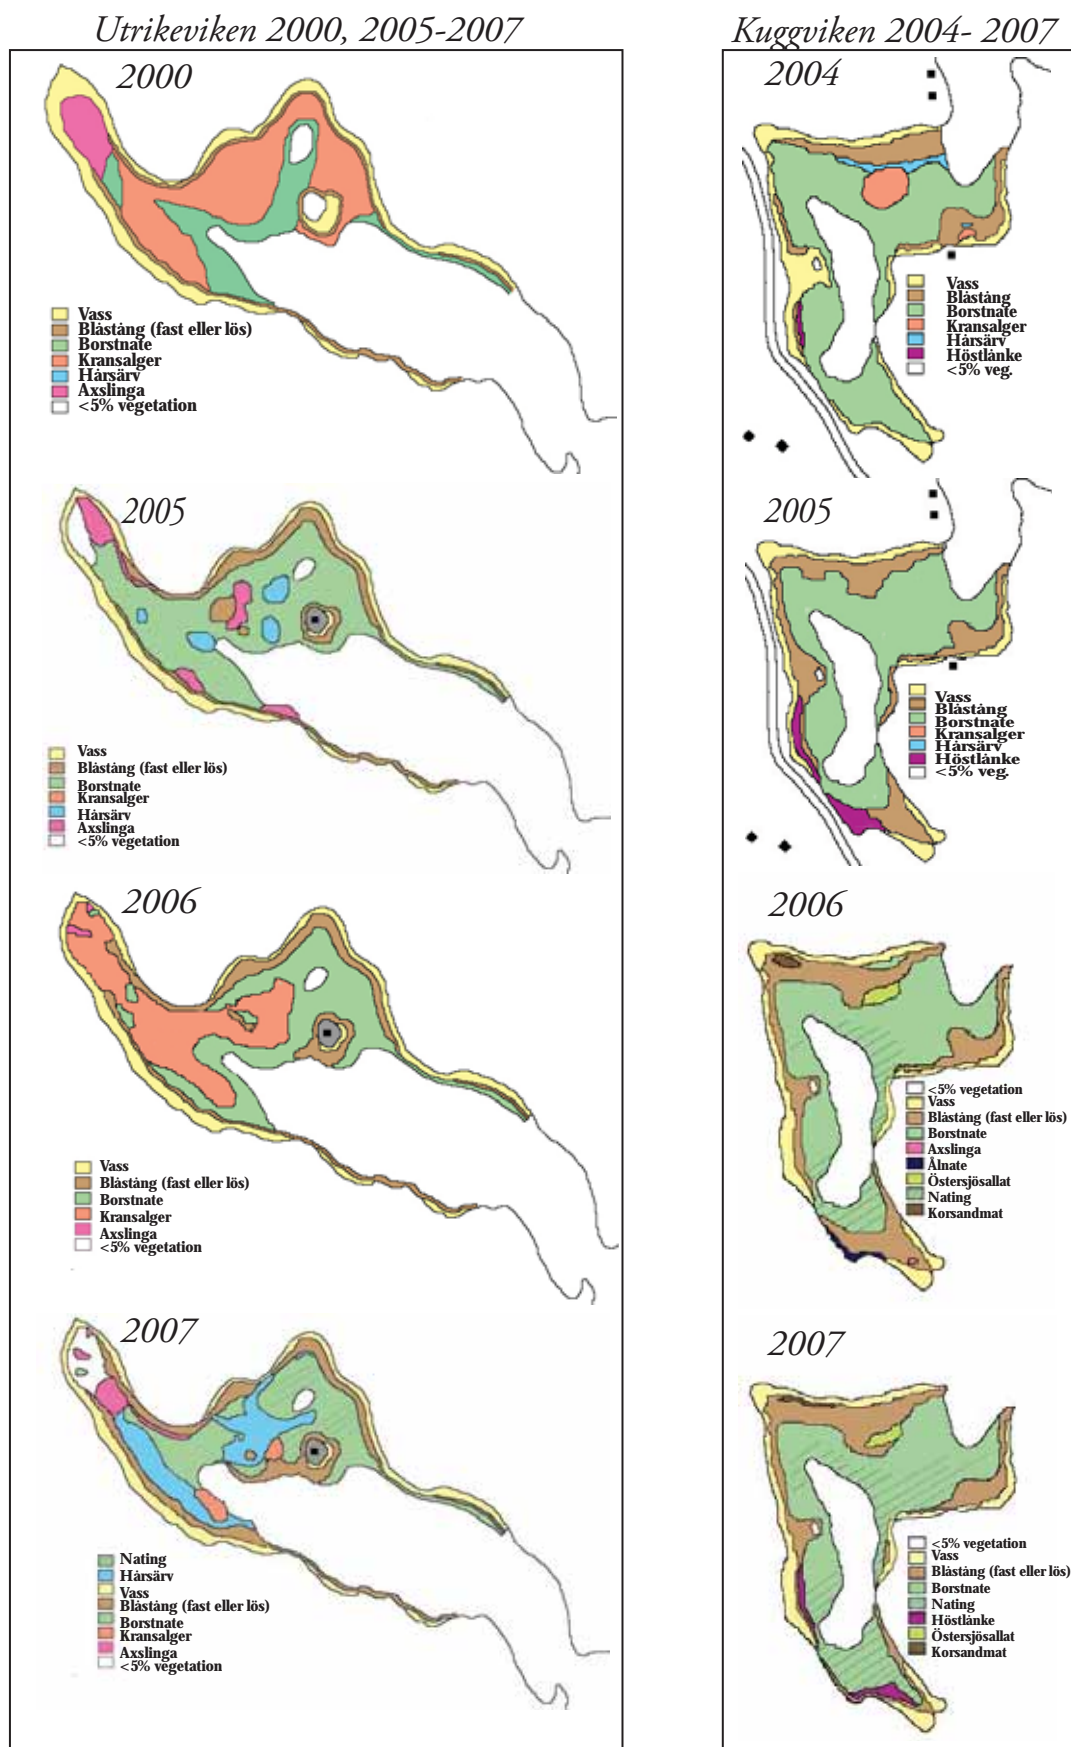 Utrikeviken 2000, 2005-2007
2000
Vass
Blåstång (fast eller lös)
Borstnate
Kransalger
Hårsärv
Axslinga
<5% vegetation
2005
Vass
Blåstång (fast eller lös)
Borstnate
Kransalger
Hårsärv
Axslinga
<5% vegetation
2006
Vass
Blåstång (fast eller lös)
Borstnate
Kransalger
Axslinga
<5% vegetation
2007
Nating
Hårsärv
Vass
Blåstång (fast eller lös)
Borstnate
Kransalger
Axslinga
<5% vegetation
Kuggviken 2004- 2007
2004
Vass
Blåstång
Borstnate
Kransalger
Hårsärv
Höstlånke
<5% veg.
2005
Vass
Blåstång
Borstnate
Kransalger
Hårsärv
Höstlånke
<5% veg.
2006
<5% vegetation
Vass
Blåstång (fast eller lös)
Borstnate
Axslinga
Ålnate
Östersjösallat
Nating
Korsandmat
2007
<5% vegetation
Vass
Blåstång (fast eller lös)
Borstnate
Nating
Höstlånke
Östersjösallat
Korsandmat